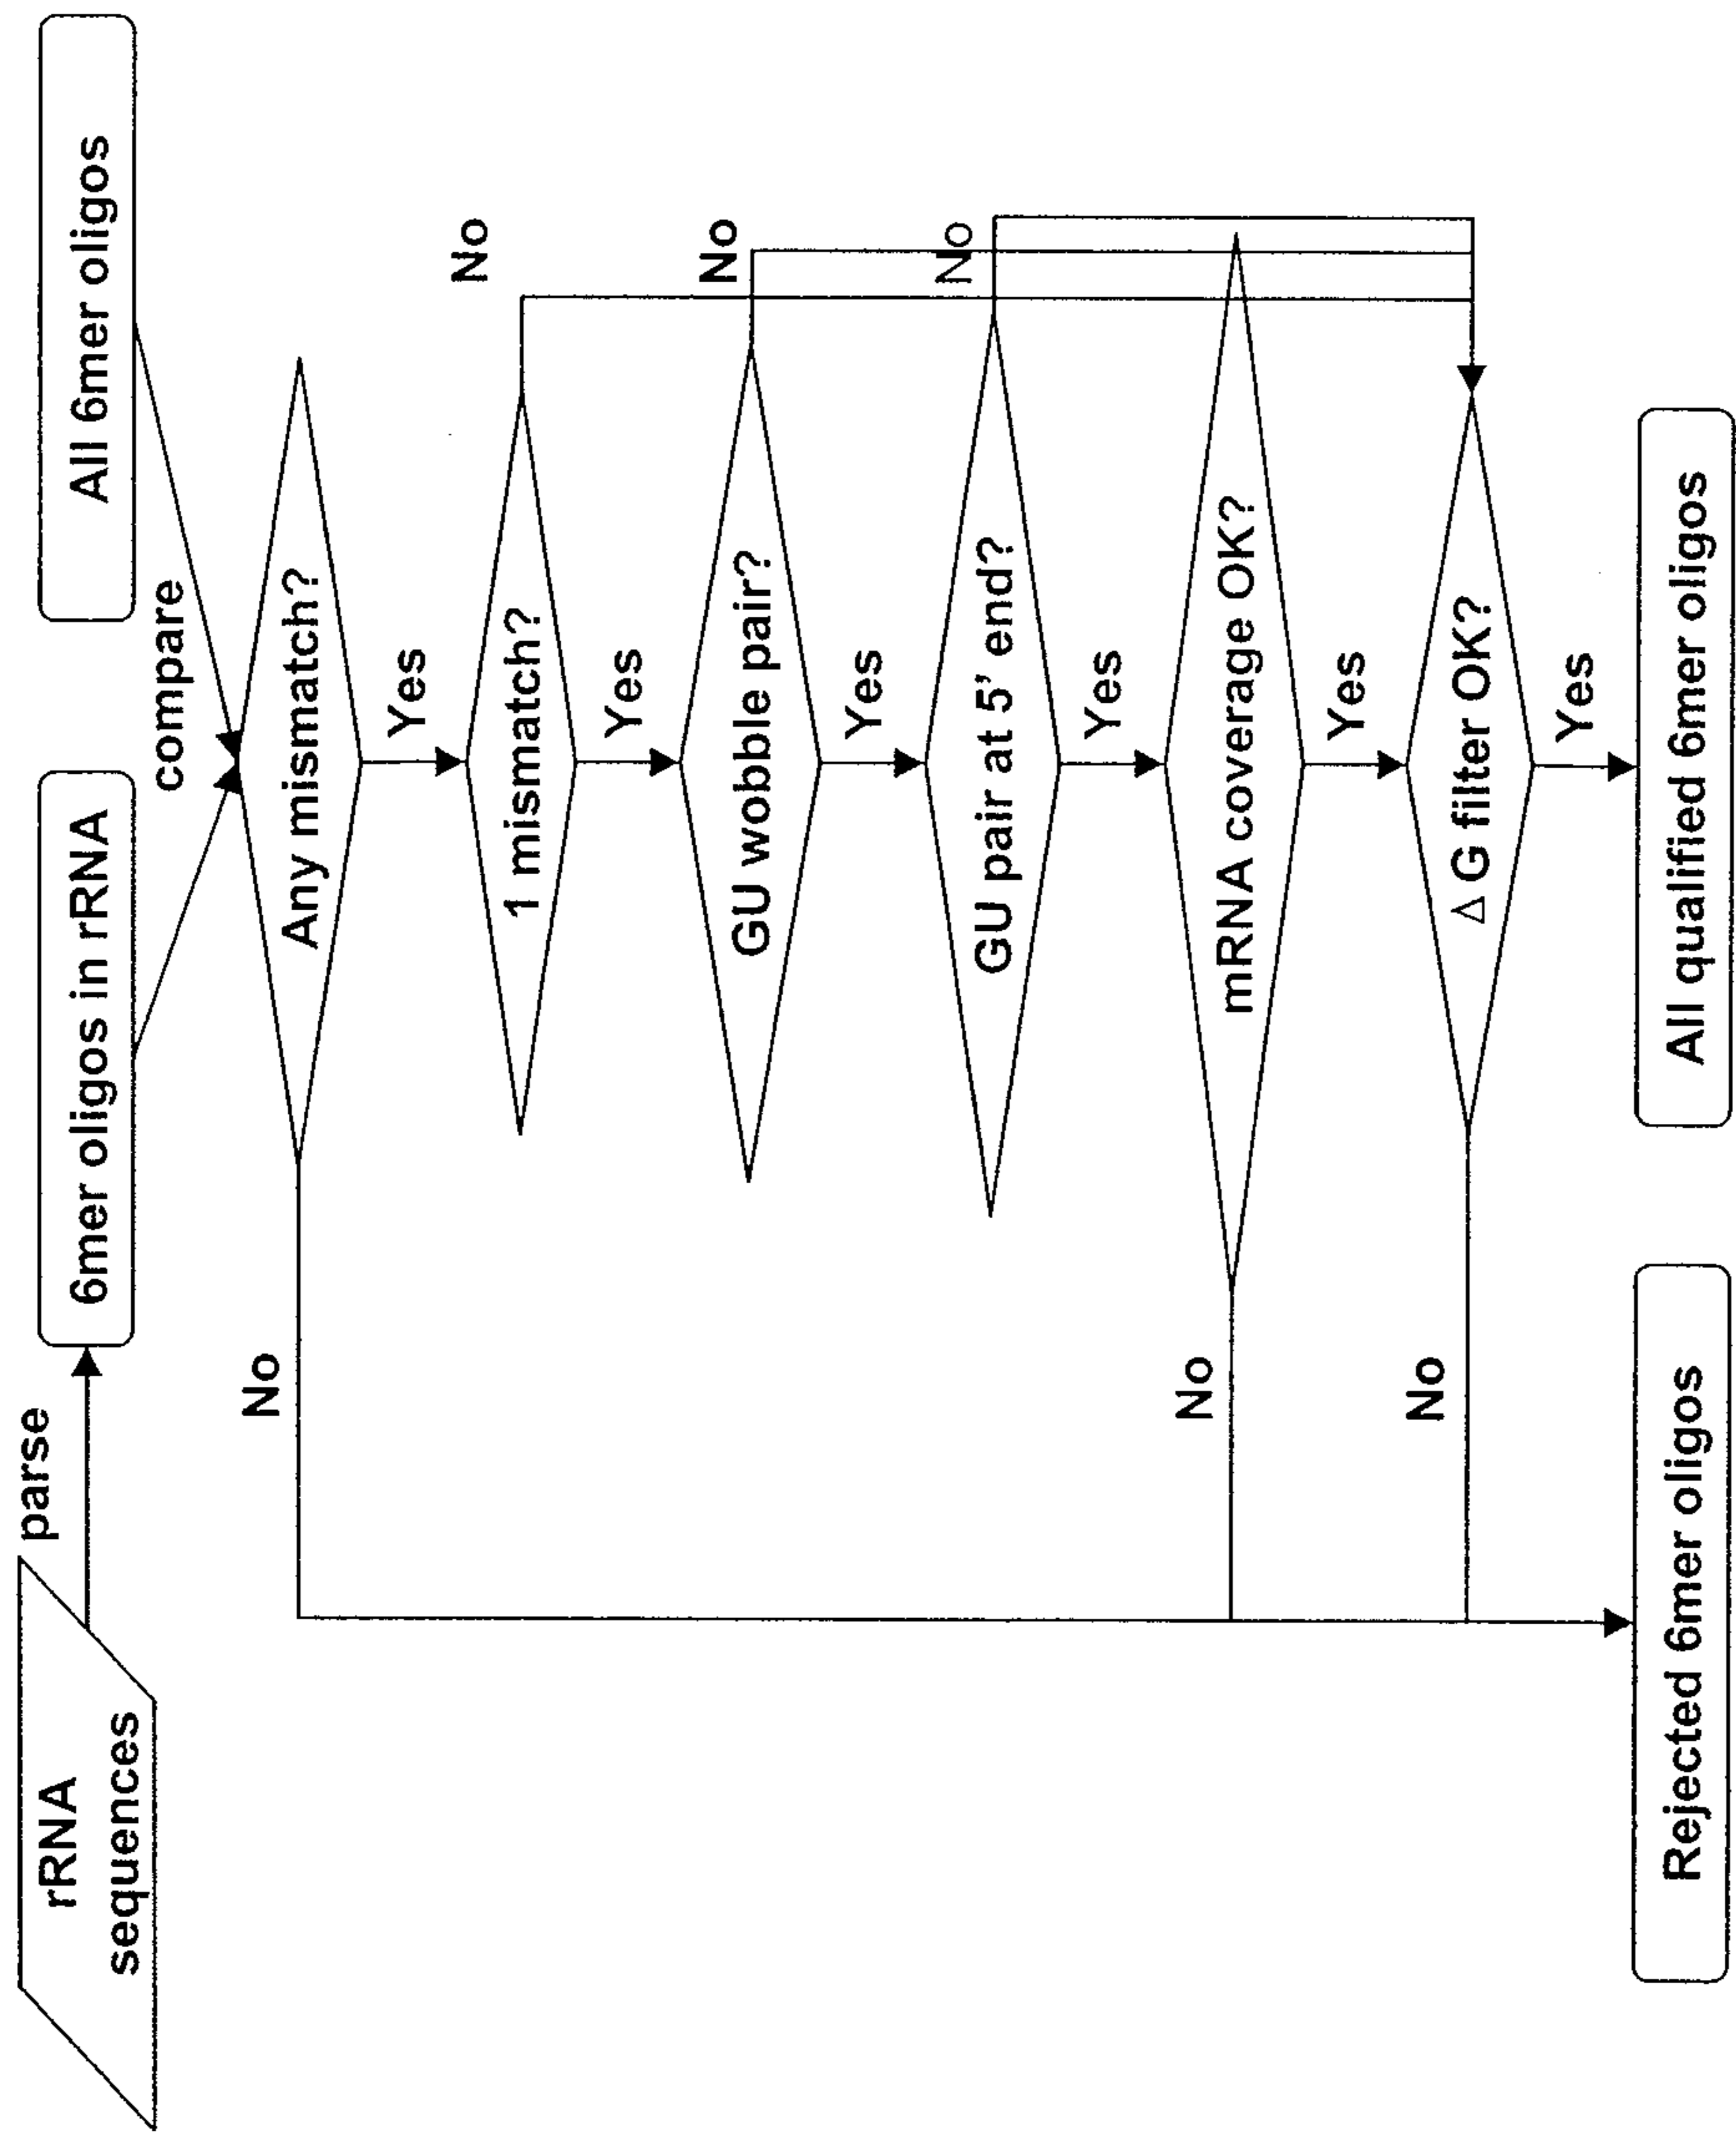 rRNA
sequences
parse
6mer oligos in rRNA
All 6mer oligos
compare
No
Any mismatch?
Yes
1 mismatch?
No
Yes
GU wobble pair?
No
Yes
GU pair at 5' end?
No
Yes
No
mRNA coverage OK?
Yes
No
Δ G filter OK?
Yes
Rejected 6mer oligos
All qualified 6mer oligos